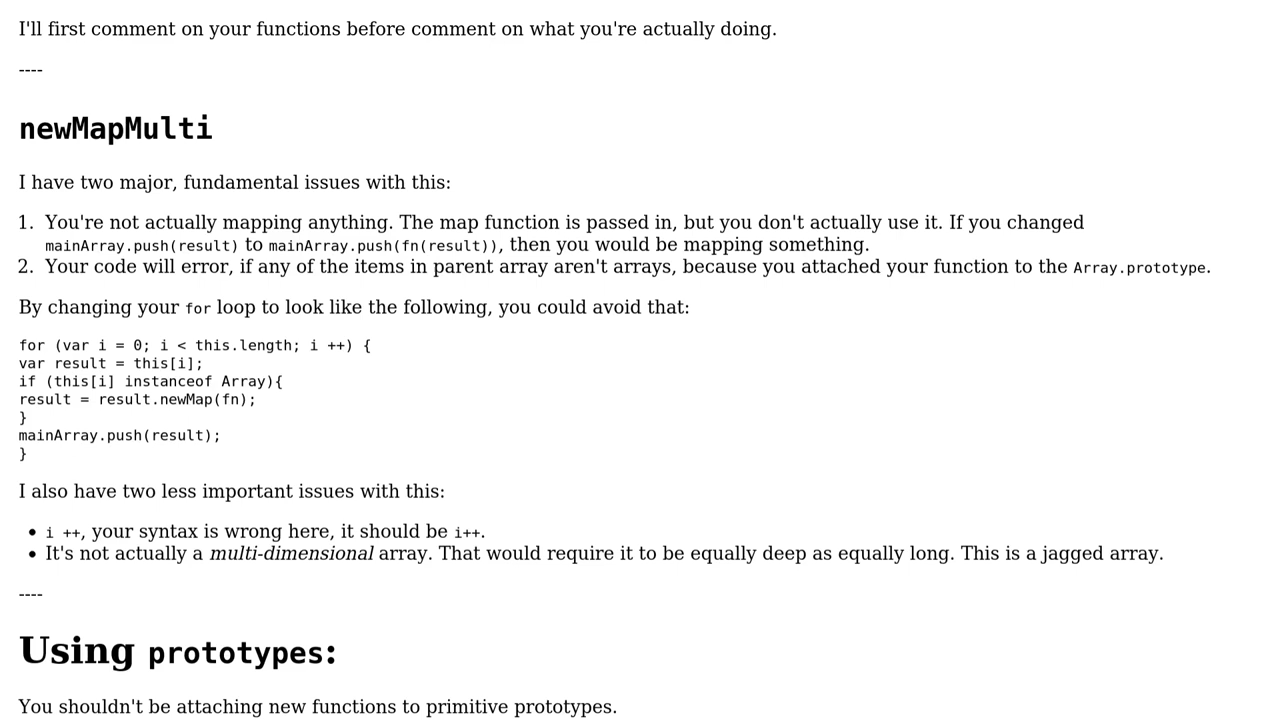 I'll first comment on your functions before comment on what you're actually doing.
----
newMapMulti
I have two major, fundamental issues with this:
1. You're not actually mapping anything. The map function is passed in, but you don't actually use it. If you changed
mainArray.push(result) to mainArray.push(fn(result)), then you would be mapping something.
2. Your code will error, if any of the items in parent array aren't arrays, because you attached your function to the Array.prototype.
By changing your for loop to look like the following, you could avoid that:
for (var i = 0; i < this.length; i ++) {
var result = this[i];
if (this[i] instanceof Array){
result = result.newMap(fn);
}
mainArray.push(result);
}
I also have two less important issues with this:
• i ++, your syntax is wrong here, it should be i++.
• It's not actually a multi-dimensional array. That would require it to be equally deep as equally long. This is a jagged array.
----
Using prototypes:
You shouldn't be attaching new functions to primitive prototypes.